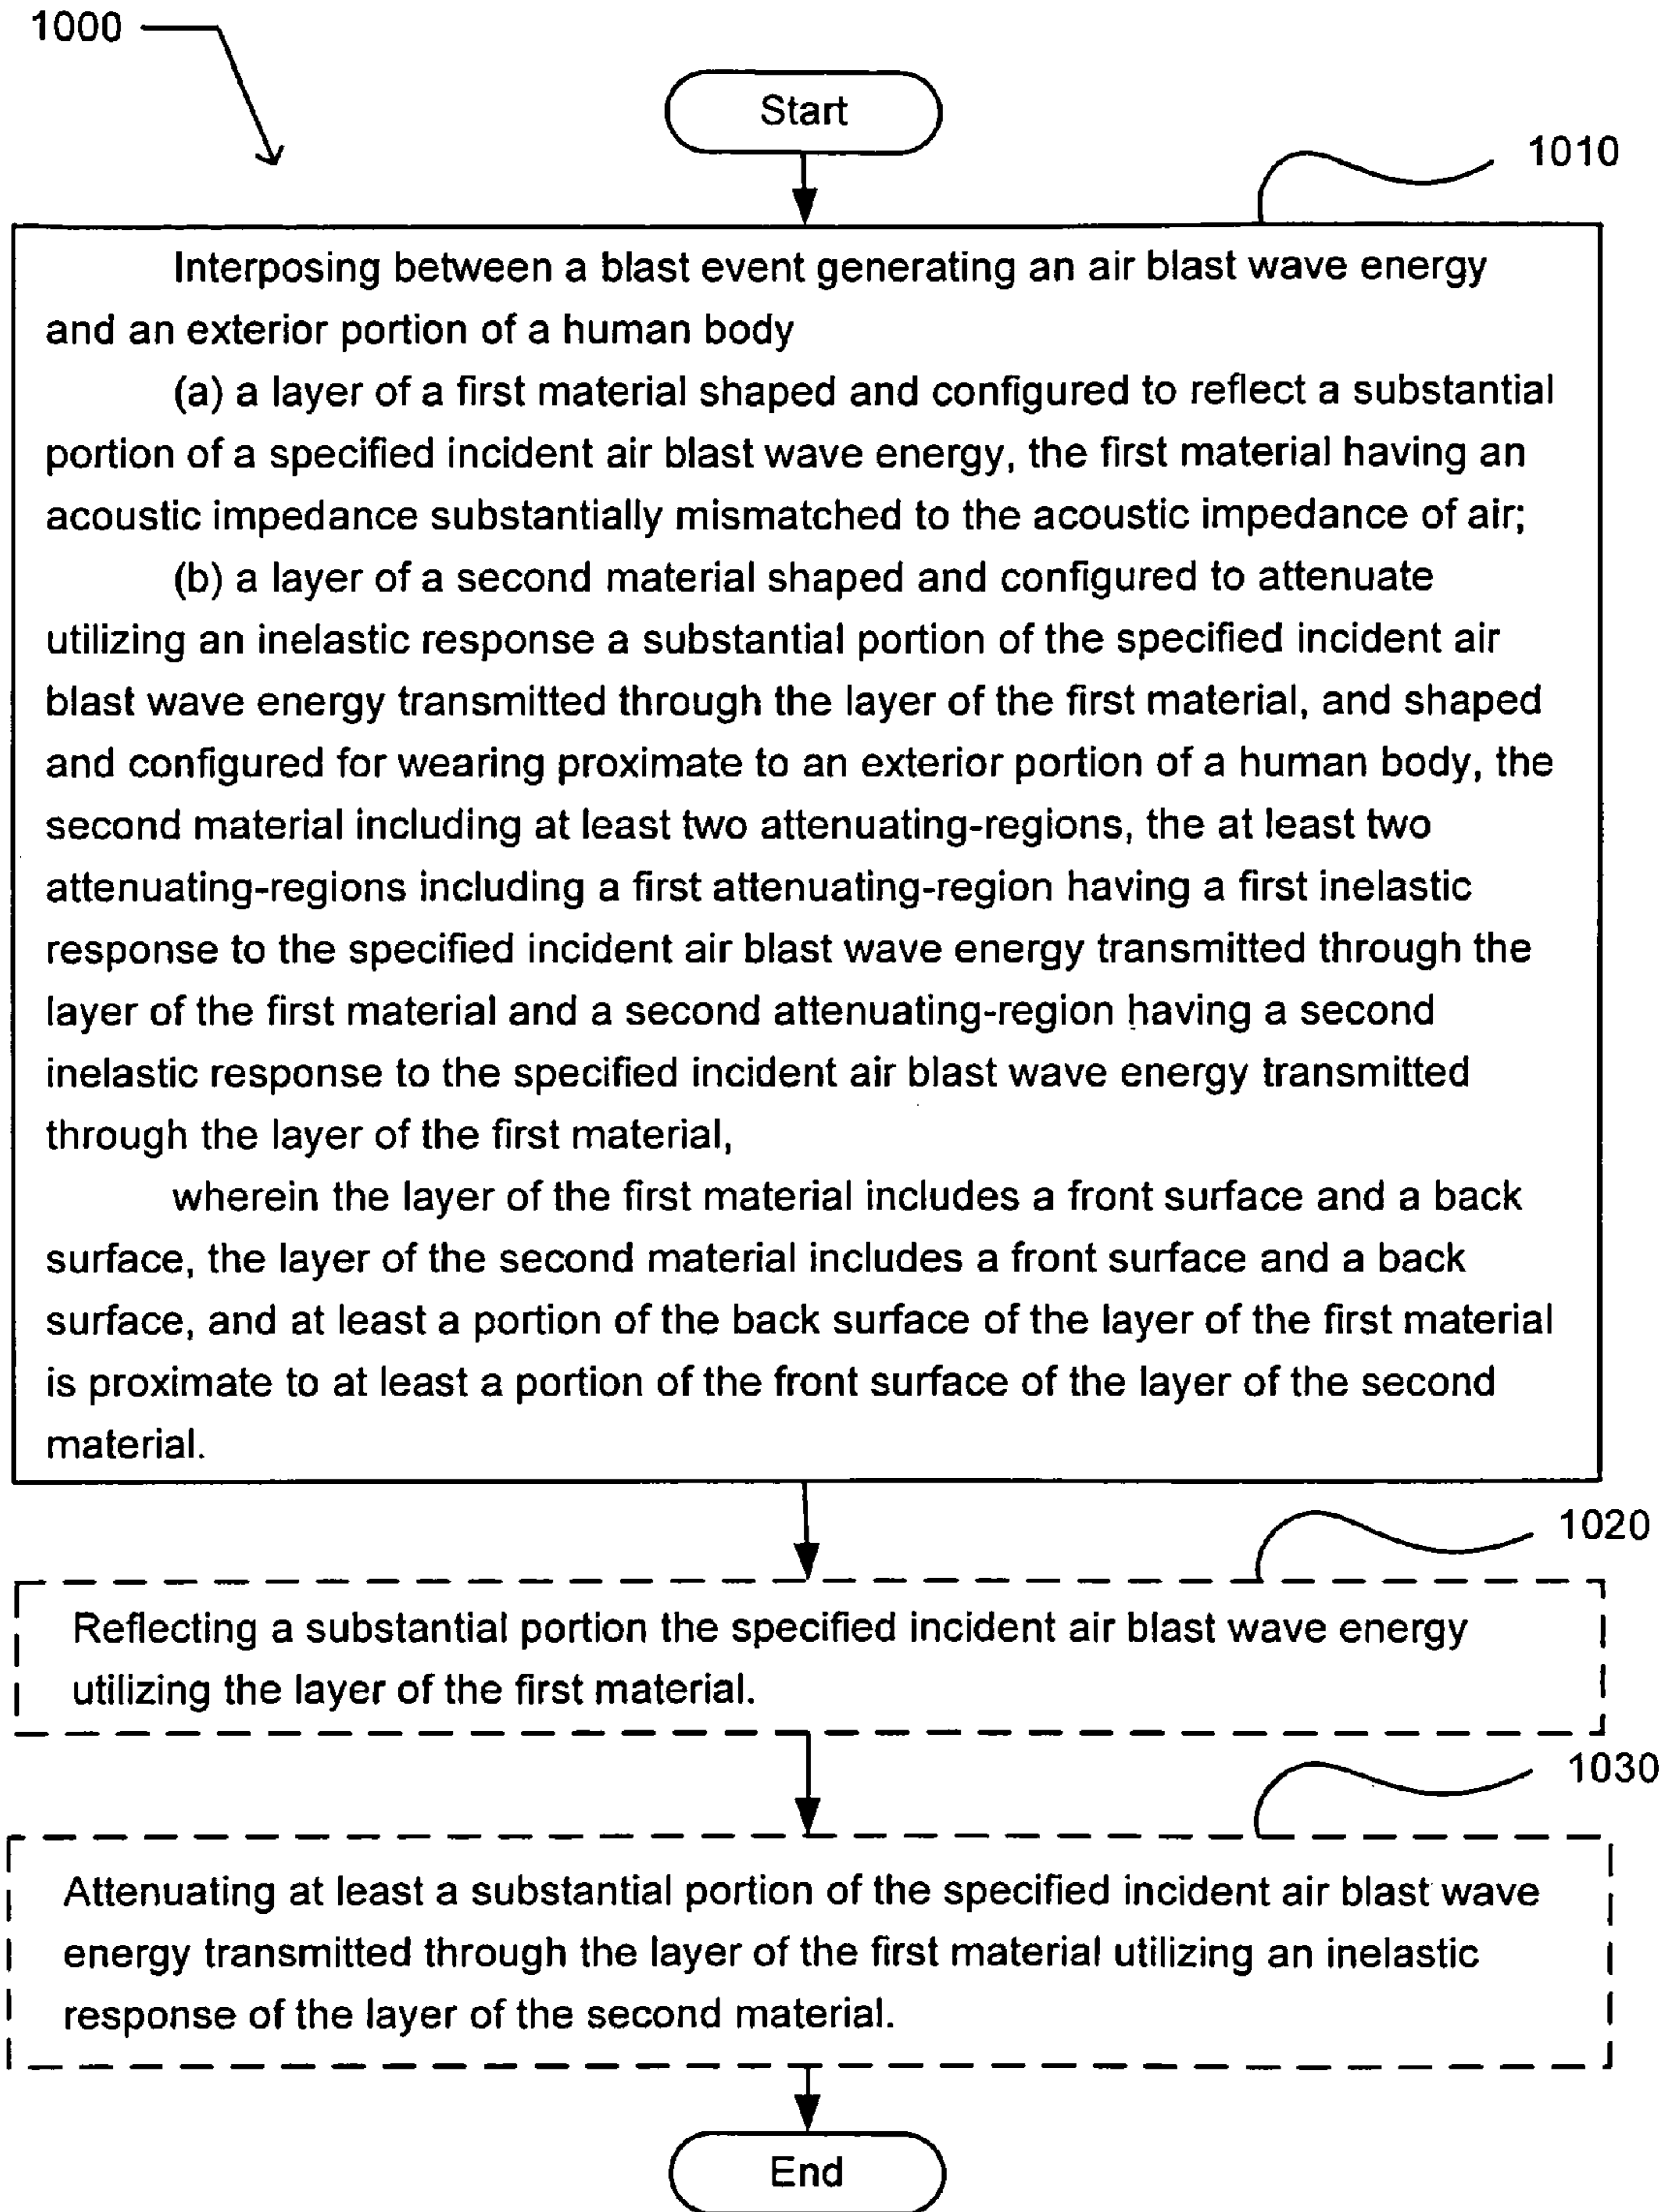 1000
Start
1010
Interposing between a blast event generating an air blast wave energy
and an exterior portion of a human body
(a) a layer of a first material shaped and configured to reflect a substantial
portion of a specified incident air blast wave energy, the first material having an
acoustic impedance substantially mismatched to the acoustic impedance of air;
(b) a layer of a second material shaped and configured to attenuate
utilizing an inelastic response a substantial portion of the specified incident air
blast wave energy transmitted through the layer of the first material, and shaped
and configured for wearing proximate to an exterior portion of a human body, the
second material including at least two attenuating-regions, the at least two
attenuating-regions including a first attenuating-region having a first inelastic
response to the specified incident air blast wave energy transmitted through the
layer of the first material and a second attenuating-region having a second
inelastic response to the specified incident air blast wave energy transmitted
through the layer of the first material,
wherein the layer of the first material includes a front surface and a back
surface, the layer of the second material includes a front surface and a back
surface, and at least a portion of the back surface of the layer of the first material
is proximate to at least a portion of the front surface of the layer of the second
material.
1020
Reflecting a substantial portion the specified incident air blast wave energy
utilizing the layer of the first material.
1030
Attenuating at least a substantial portion of the specified incident air blast wave
energy transmitted through the layer of the first material utilizing an inelastic
response of the layer of the second material.
End